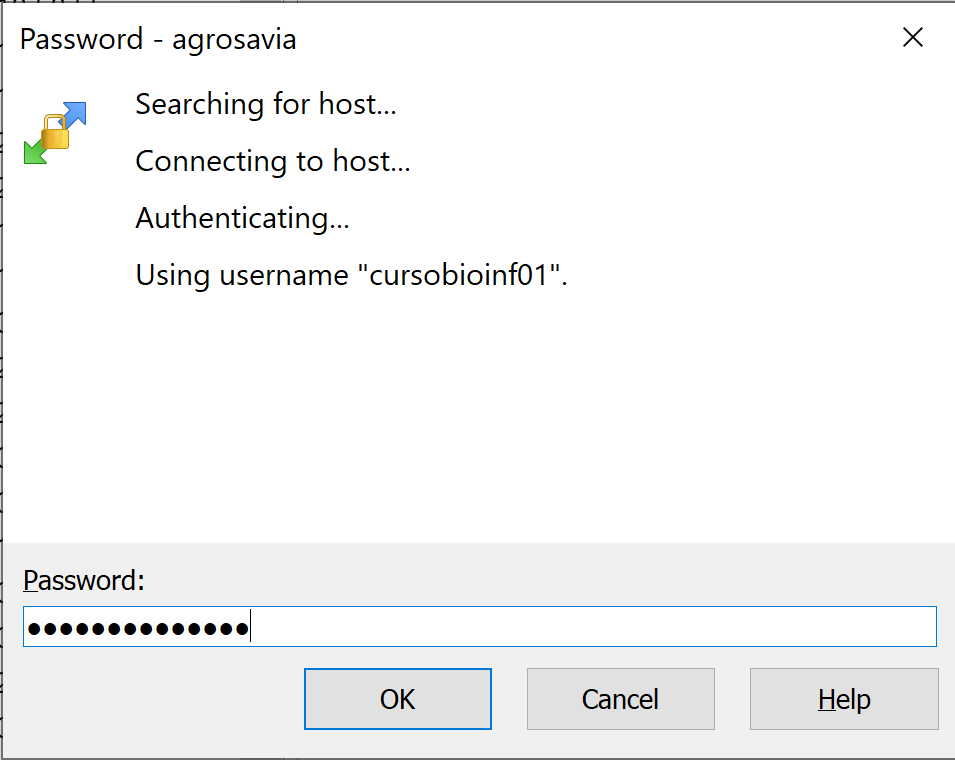 Password - agrosavia
Searching for host...
Connecting to host...
Authenticating...
Using username "cursobioinf01".
Password:
●●●●●●●●●●●●●●
OK
Cancel
Help